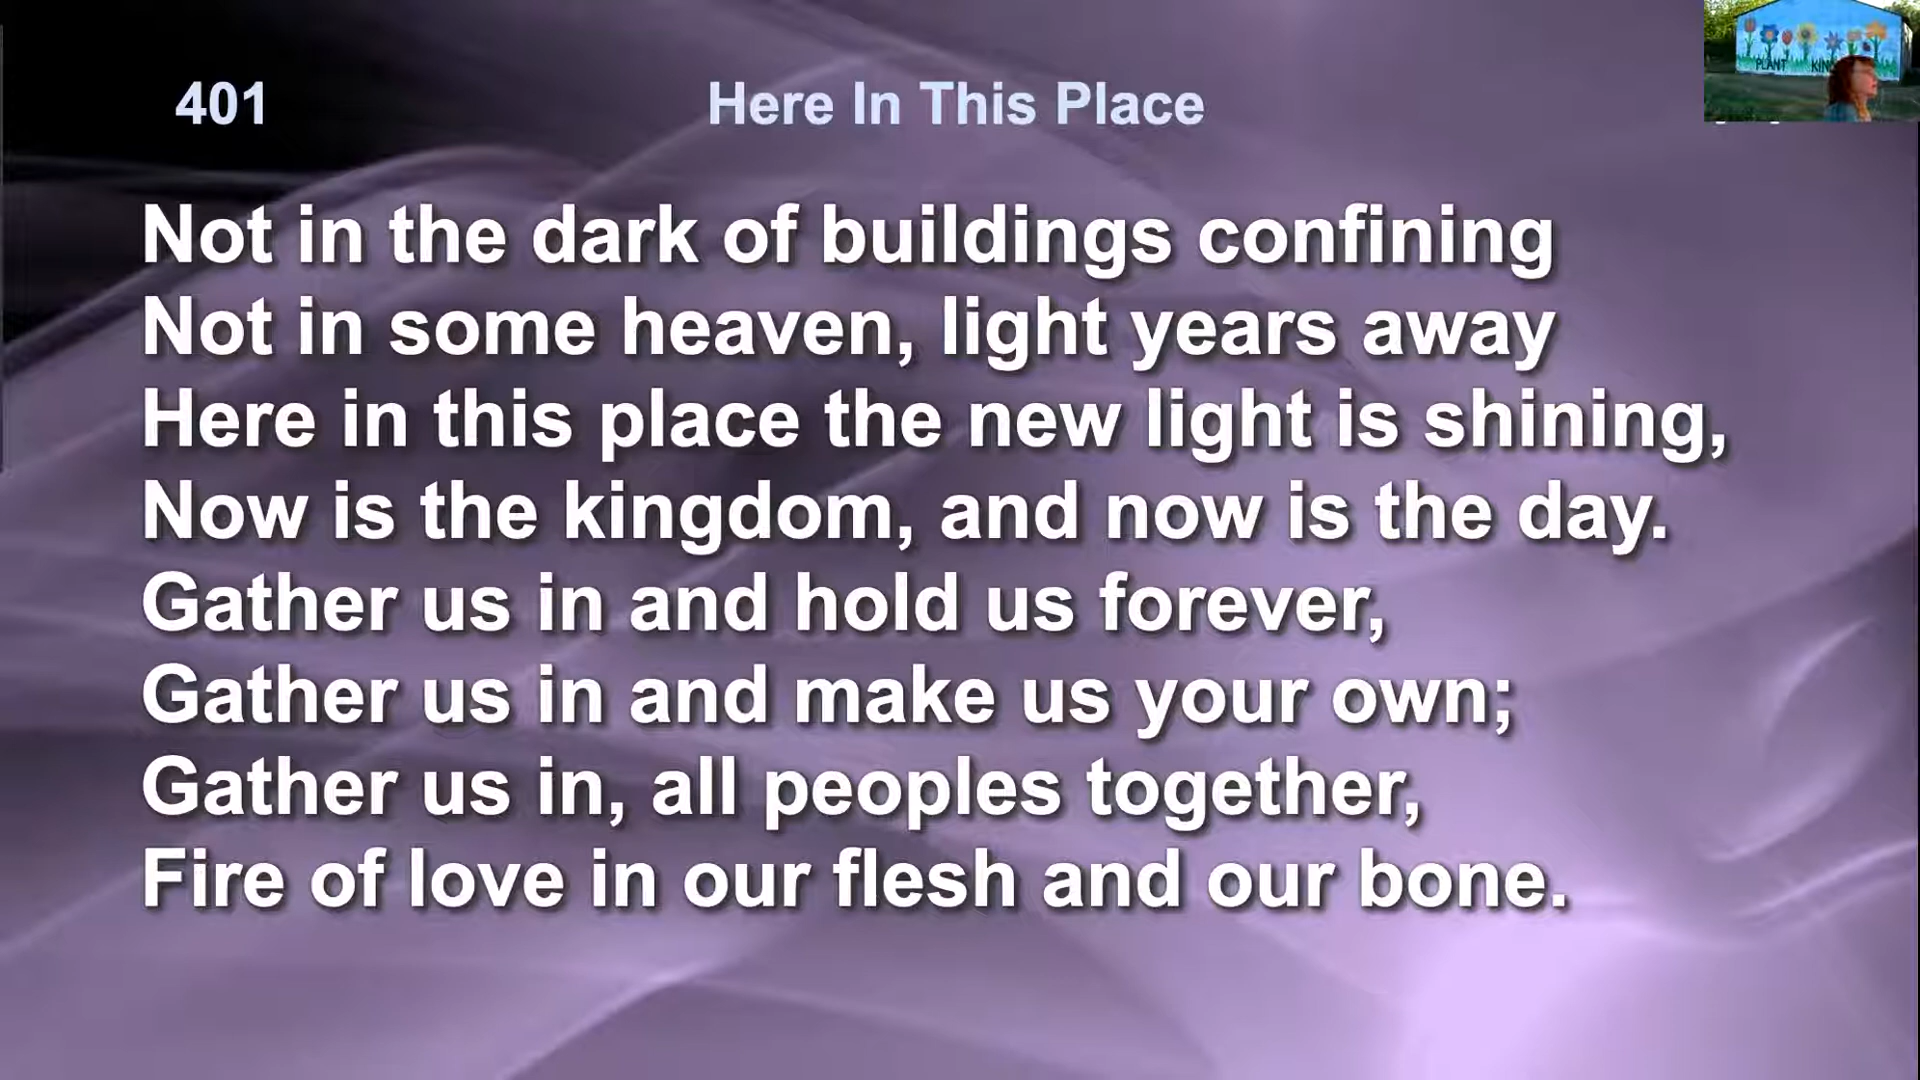 401
Here In This Place
Not in the dark of buildings confining
Not in some heaven, light years away
Here in this place the new light is shining,
Now is the kingdom, and now is the day.
Gather us in and hold us forever,
Gather us in and make us your own;
Gather us in, all peoples together,
Fire of love in our flesh and our bone.
PLANT